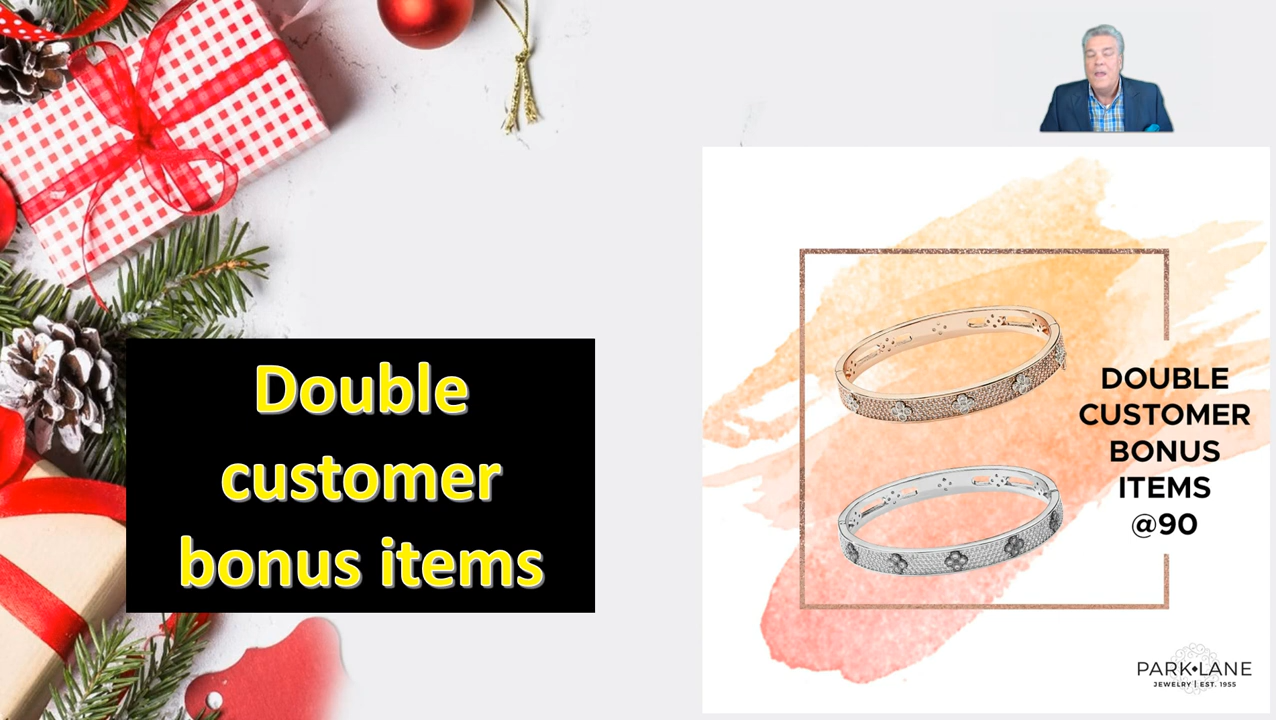 Double
customer
bonus items
DOUBLE
CUSTOMER
BONUS
ITEMS
@90
PARK LANE
JEWELRY | EST. 1955